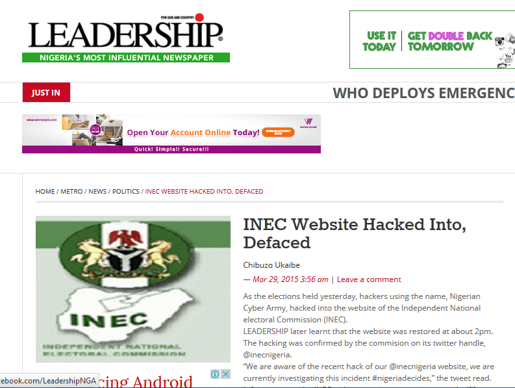 FOR GOD AND COUNTRY
LEADERSHIP
NIGERIA'S MOST INFLUENTIAL NEWSPAPER
USE IT TODAY
GET DOUBLE BACK TOMORROW
JUST IN
WHO DEPLOYS EMERGENC
Open Your Account Online Today!
Quick! Simple!! Secure!!!
HOME / METRO / NEWS / POLITICS / INEC WEBSITE HACKED INTO, DEFACED
INEC
INDEPENDENT NATIONAL
ELECTORAL COMMISSION
INEC Website Hacked Into,
Defaced
Chibuzo Ukaibe
— Mar 29, 2015 3:56 am | Leave a comment
As the elections held yesterday, hackers using the name, Nigerian
Cyber Army, hacked into the website of the Independent National
electoral Commission (INEC).
LEADERSHIP later learnt that the website was restored at about 2pm.
The hacking was confirmed by the commision on its twitter handle,
@inecnigeria.
“We are aware of the recent hack of our @inecnigeria website, we are
currently investigating this incident #nigeriadecides,” the tweet read.
cebook.com/LeadershipNGA
cing Android